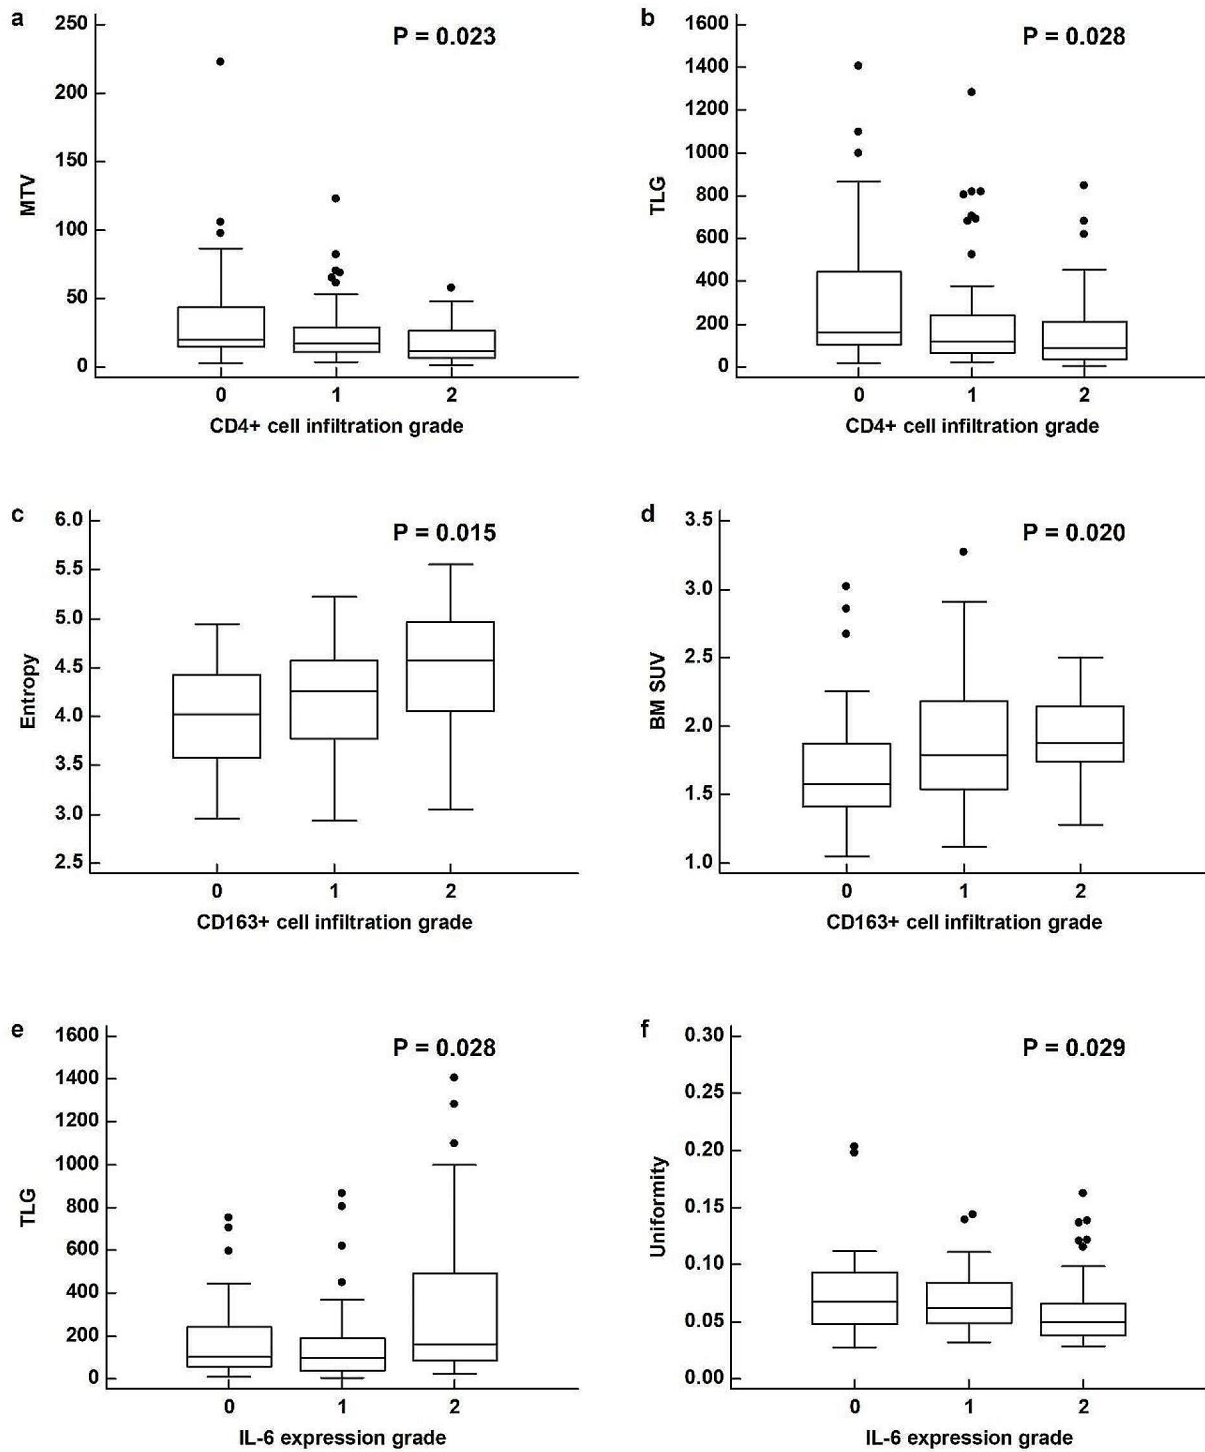 a
P = 0.023
250
200
150
100
50
0
MTV
0 1 2
CD4+ cell infiltration grade
b
P = 0.028
1600
1400
1200
1000
800
600
400
200
0
TLG
0 1 2
CD4+ cell infiltration grade
c
P = 0.015
6.0
5.5
5.0
4.5
4.0
3.5
3.0
2.5
Entropy
0 1 2
CD163+ cell infiltration grade
d
P = 0.020
3.5
3.0
2.5
2.0
1.5
1.0
BM SUV
0 1 2
CD163+ cell infiltration grade
e
P = 0.028
1600
1400
1200
1000
800
600
400
200
0
TLG
0 1 2
IL-6 expression grade
f
P = 0.029
0.30
0.25
0.20
0.15
0.10
0.05
0.00
Uniformity
0 1 2
IL-6 expression grade